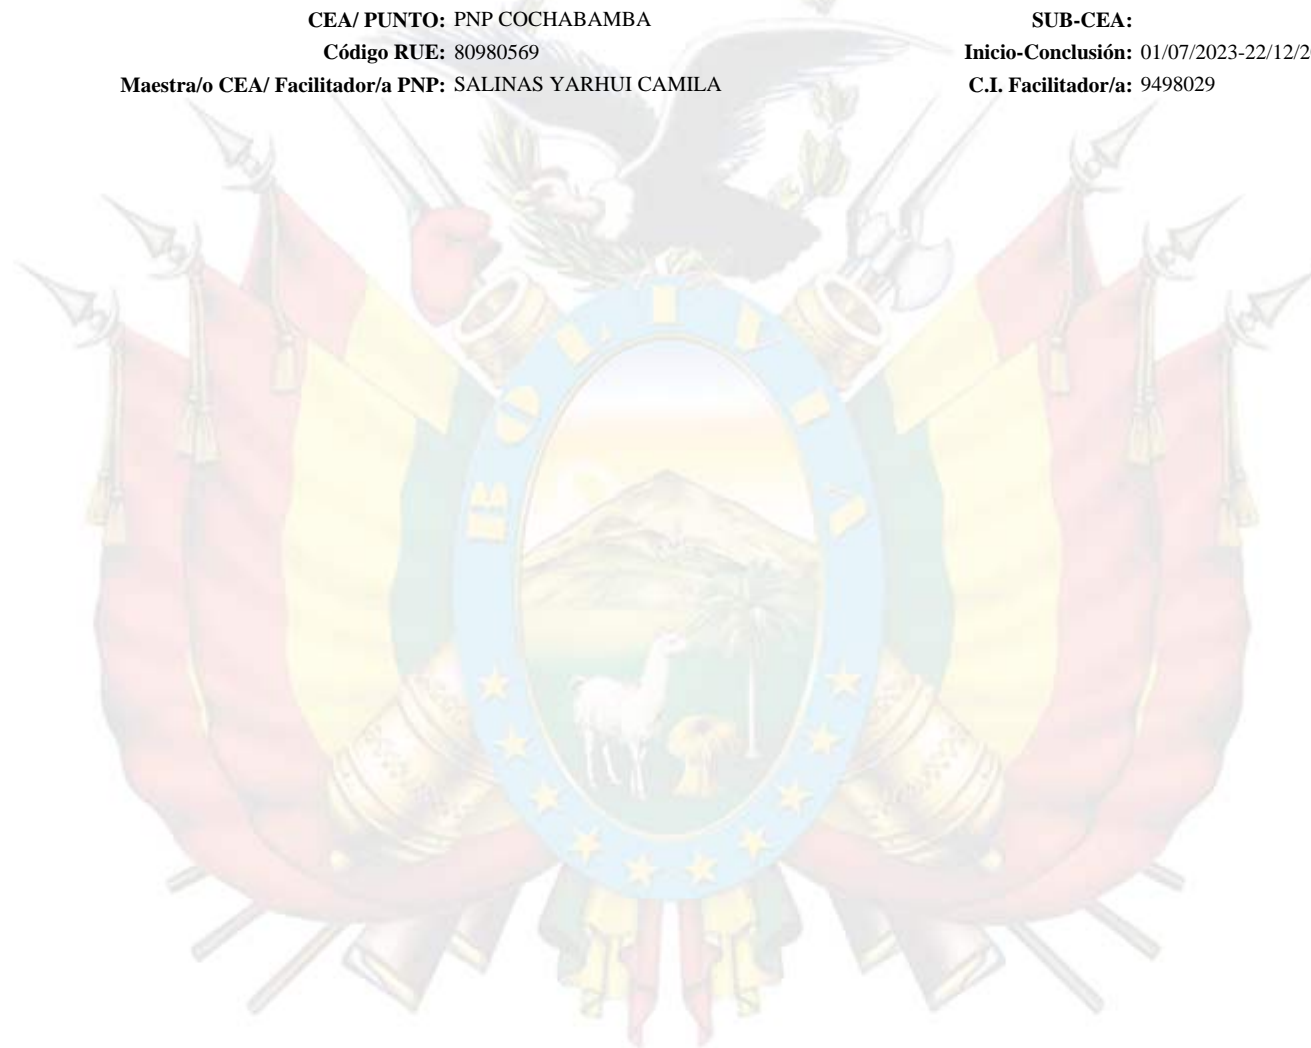 CEA/ PUNTO: PNP COCHABAMBA SUB-CEA:
Código RUE: 80980569 Inicio-Conclusión: 01/07/2023-22/12/2
Maestra/o CEA/ Facilitador/a PNP: SALINAS YARHUI CAMILA C.I. Facilitador/a: 9498029
BOLIVIA